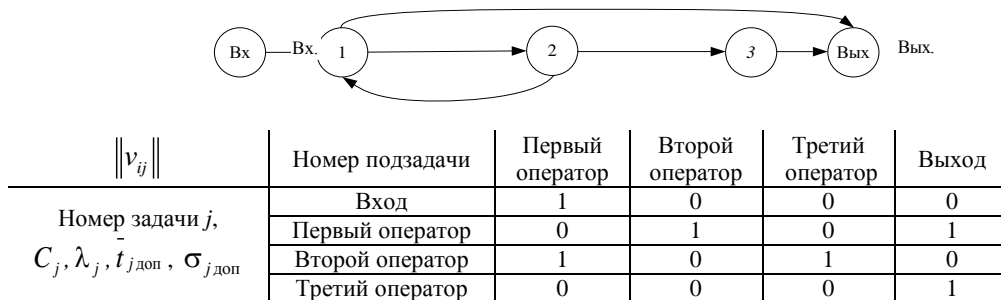 Вх Вх. 1 2 3 Вых Вых.
‖v_ij‖ Номер подзадачи Первый оператор Второй оператор Третий оператор Выход
Номер задачи j,
C_j, λ_j, t̄_j доп, σ_j доп
Вход 1 0 0 0
Первый оператор 0 1 0 1
Второй оператор 1 0 1 0
Третий оператор 0 0 0 1